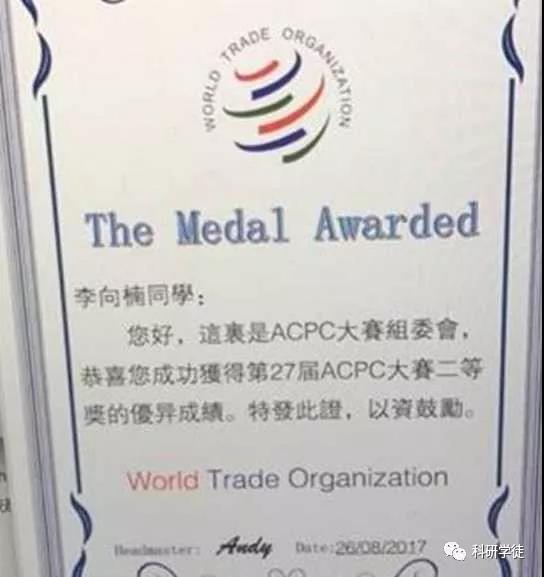 WORLD TRADE ORGANIZATION
The Medal Awarded
李向楠同學：
您好，這裏是ACPC大賽組委會，
恭喜您成功獲得第27届ACPC大賽二等
獎的優异成績。特發此證，以資鼓勵。
World Trade Organization
Headmaster: Andy Date:26/08/2017
科研学徒